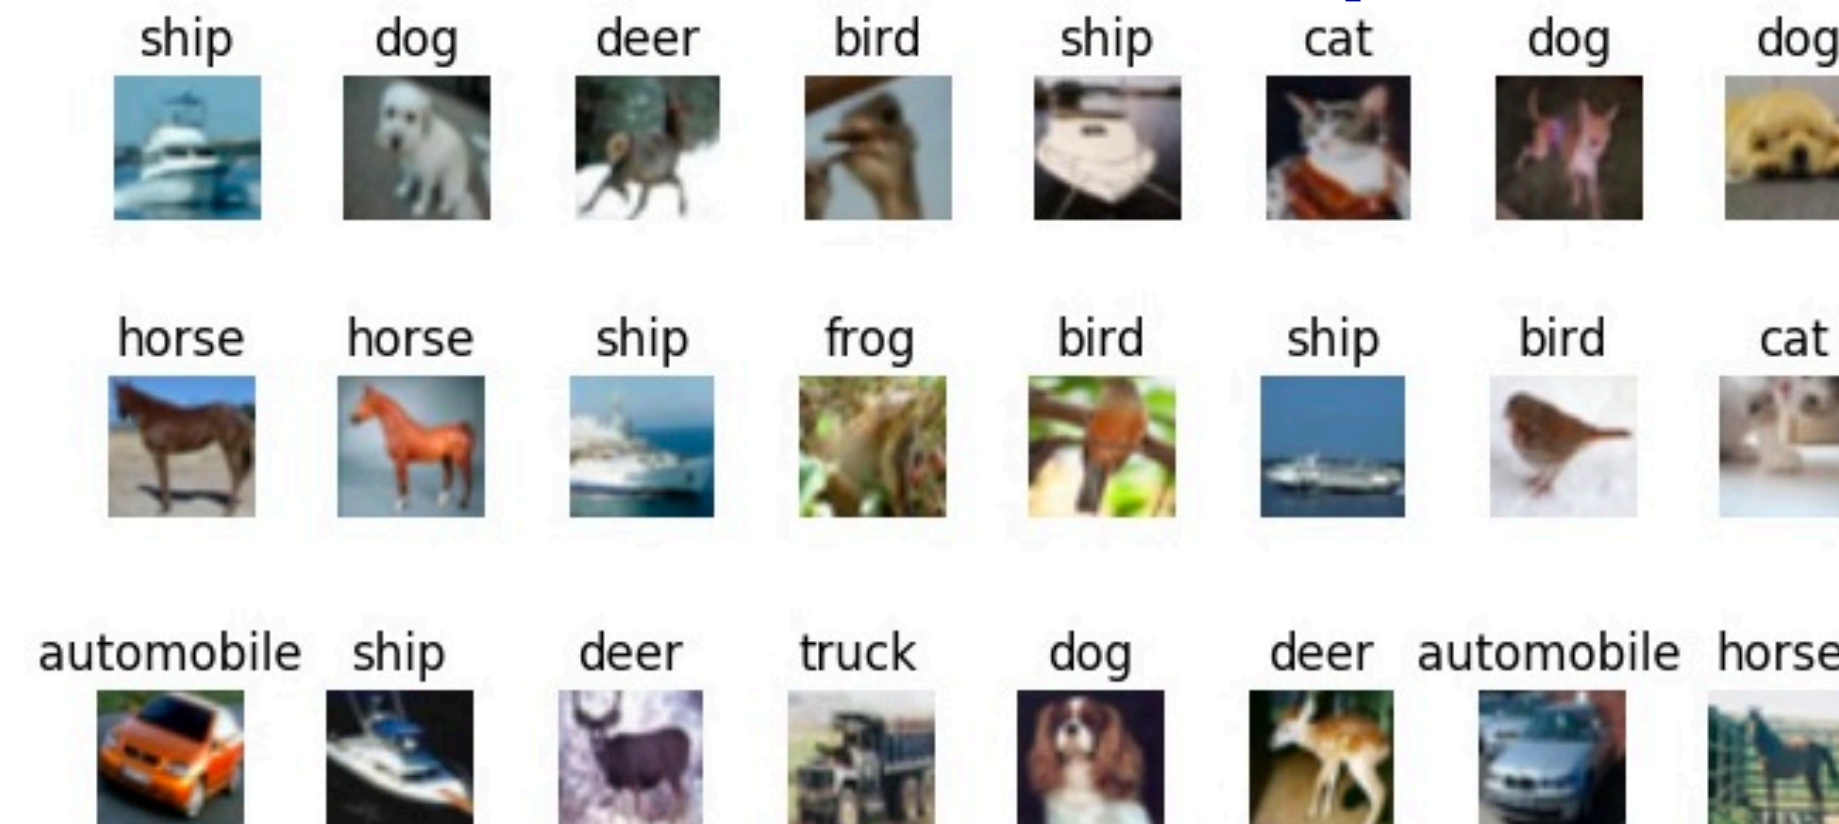 ship dog deer bird ship cat dog dog
horse horse ship frog bird ship bird cat
automobile ship deer truck dog deer automobile horse